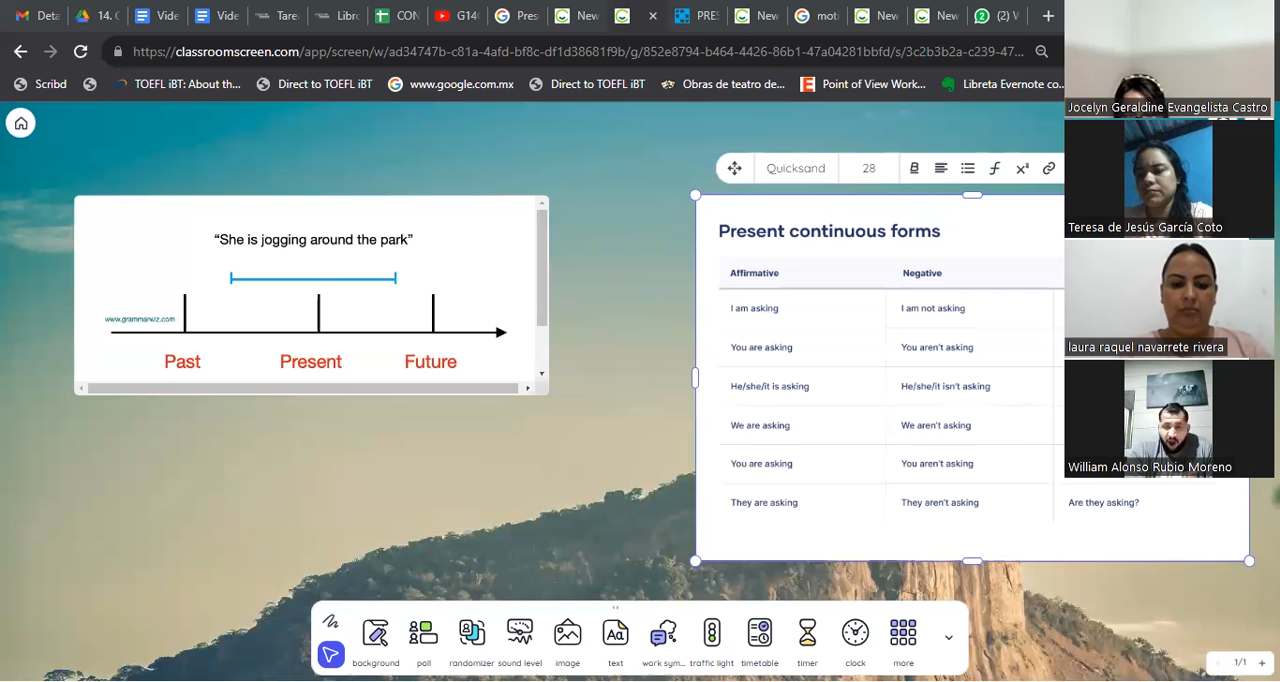 Deta
14. C
Vide
Vide
Tare
Libro
CON
G14
Pres
New
PRES
New
moti
New
New
(2) W
https://classroomscreen.com/app/screen/w/ad34747b-c81a-4afd-bf8c-df1d38681f9b/g/852e8794-b464-4426-86b1-47a04281bbfd/s/3c2b3b2a-c239-47...
Scribd
TOEFL iBT: About th...
Direct to TOEFL iBT
www.google.com.mx
Direct to TOEFL iBT
Obras de teatro de...
Point of View Work...
Libreta Evernote co...
Jocelyn Geraldine Evangelista Castro
Teresa de Jesús García Coto
laura raquel navarrete rivera
William Alonso Rubio Moreno
Quicksand 28
“She is jogging around the park”
www.grammarwiz.com
Past Present Future
Present continuous forms
Affirmative Negative
I am asking I am not asking
You are asking You aren't asking
He/she/it is asking He/she/it isn't asking
We are asking We aren't asking
You are asking You aren't asking
They are asking They aren't asking Are they asking?
background poll randomizer sound level image text work sym... traffic light timetable timer clock more
1/1